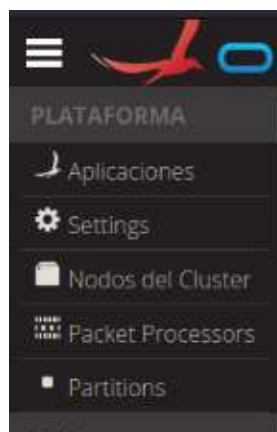 PLATAFORMA
Aplicaciones
Settings
Nodos del Cluster
Packet Processors
Partitions